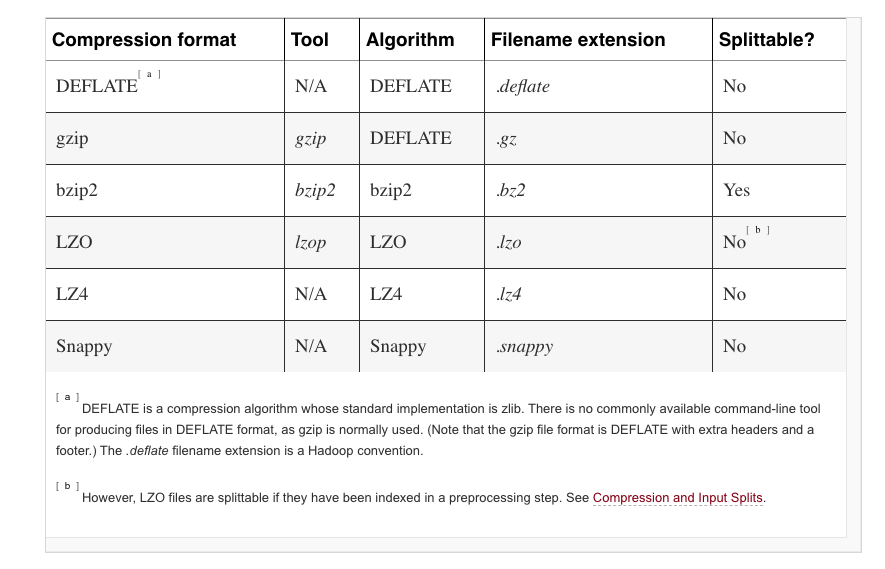 Compression format Tool Algorithm Filename extension Splittable?
DEFLATE[ a ] N/A DEFLATE .deflate No
gzip gzip DEFLATE .gz No
bzip2 bzip2 bzip2 .bz2 Yes
LZO lzop LZO .lzo No[ b ]
LZ4 N/A LZ4 .lz4 No
Snappy N/A Snappy .snappy No
[ a ] DEFLATE is a compression algorithm whose standard implementation is zlib. There is no commonly available command-line tool
for producing files in DEFLATE format, as gzip is normally used. (Note that the gzip file format is DEFLATE with extra headers and a
footer.) The .deflate filename extension is a Hadoop convention.
[ b ] However, LZO files are splittable if they have been indexed in a preprocessing step. See Compression and Input Splits.